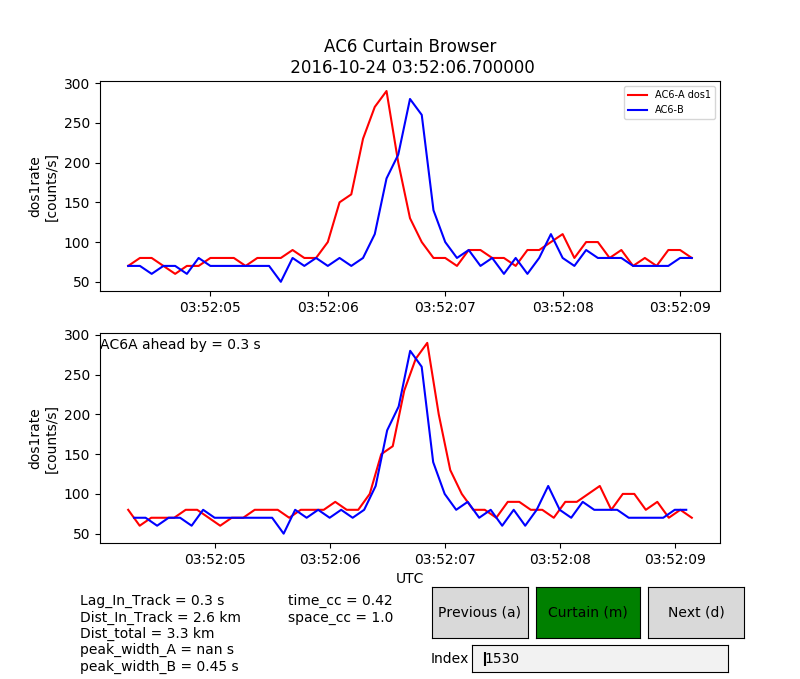 AC6 Curtain Browser
2016-10-24 03:52:06.700000
300
250
200
150
100
50
dos1rate
[counts/s]
AC6-A dos1
AC6-B
03:52:05 03:52:06 03:52:07 03:52:08 03:52:09
AC6A ahead by = 0.3 s
300
250
200
150
100
50
dos1rate
[counts/s]
03:52:05 03:52:06 03:52:07 03:52:08 03:52:09
UTC
Lag_In_Track = 0.3 s
Dist_In_Track = 2.6 km
Dist_total = 3.3 km
peak_width_A = nan s
peak_width_B = 0.45 s
time_cc = 0.42
space_cc = 1.0
Previous (a) Curtain (m) Next (d)
Index 1530